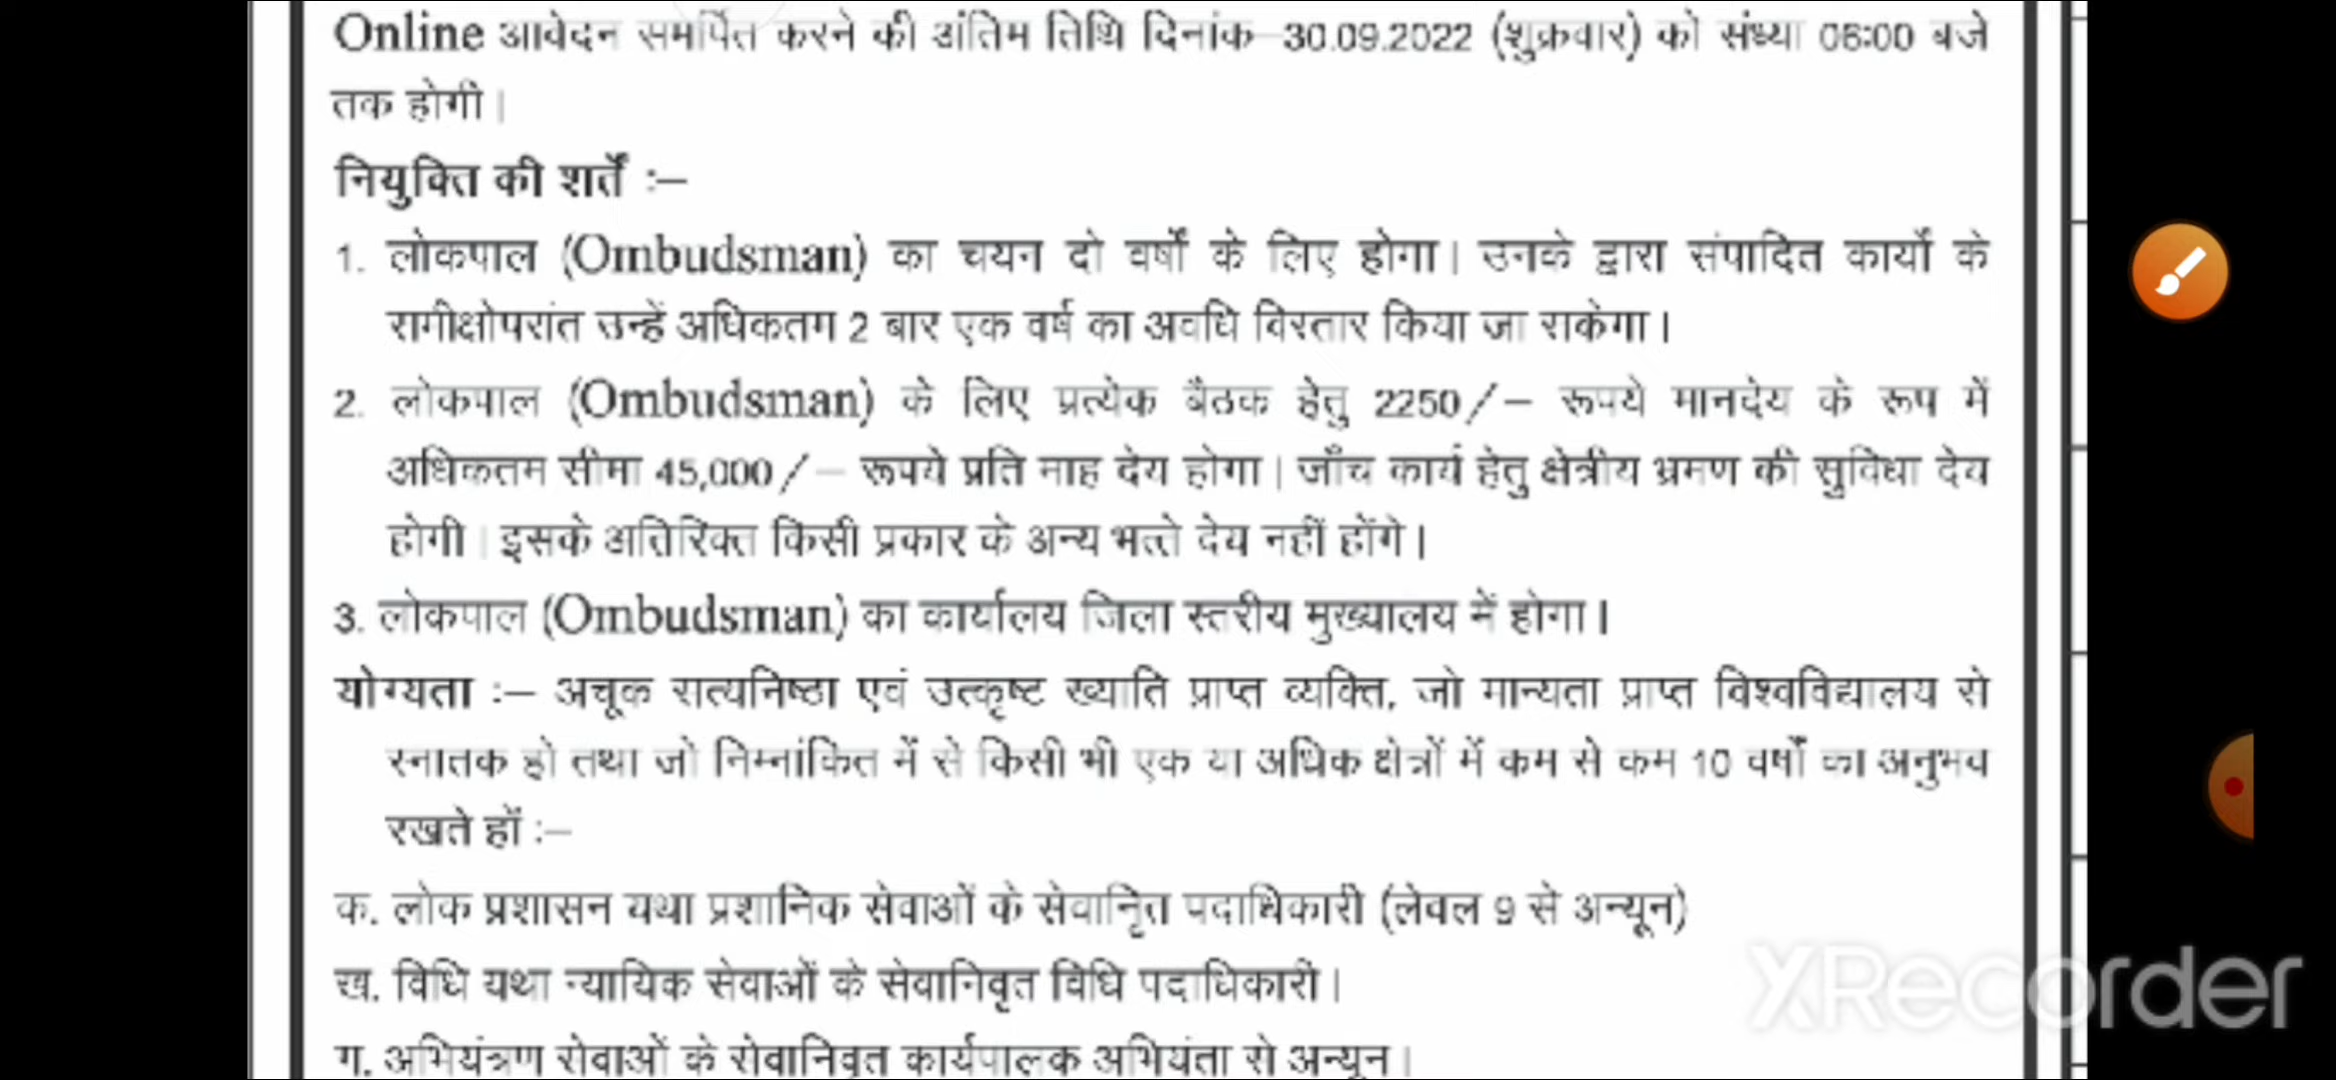 Online आवेदन समर्पित करने की अंतिम तिथि दिनांक 30.09.2022 (शुक्रवार) को संध्या 06:00 बजे
तक होगी।
नियुक्ति की शर्तें :–
1. लोकपाल (Ombudsman) का चयन दो वर्षों के लिए होगा। उनके द्वारा संपादित कार्यों के
समीक्षोपरांत उन्हें अधिकतम 2 बार एक वर्ष का अवधि विस्तार किया जा सकेगा।
2. लोकपाल (Ombudsman) के लिए प्रत्येक बैठक हेतु 2250/– रूपये मानदेय के रूप में
अधिकतम सीमा 45,000/– रूपये प्रति माह देय होगा। जाँच कार्य हेतु क्षेत्रीय भ्रमण की सुविधा देय
होगी। इसके अतिरिक्त किसी प्रकार के अन्य भत्ते देय नहीं होंगे।
3. लोकपाल (Ombudsman) का कार्यालय जिला स्तरीय मुख्यालय में होगा।
योग्यता :– अचूक सत्यनिष्ठा एवं उत्कृष्ट ख्याति प्राप्त व्यक्ति, जो मान्यता प्राप्त विश्वविद्यालय से
स्नातक हो तथा जो निम्नांकित में से किसी भी एक या अधिक क्षेत्रों में कम से कम 10 वर्षों का अनुभव
रखते हों :–
क. लोक प्रशासन यथा प्रशानिक सेवाओं के सेवानिृत पदाधिकारी (लेवल 9 से अन्यून)
ख. विधि यथा न्यायिक सेवाओं के सेवानिवृत विधि पदाधिकारी।
ग. अभियंत्रण सेवाओं के सेवानिवृत कार्यपालक अभियंता से अन्यून।
XRecorder